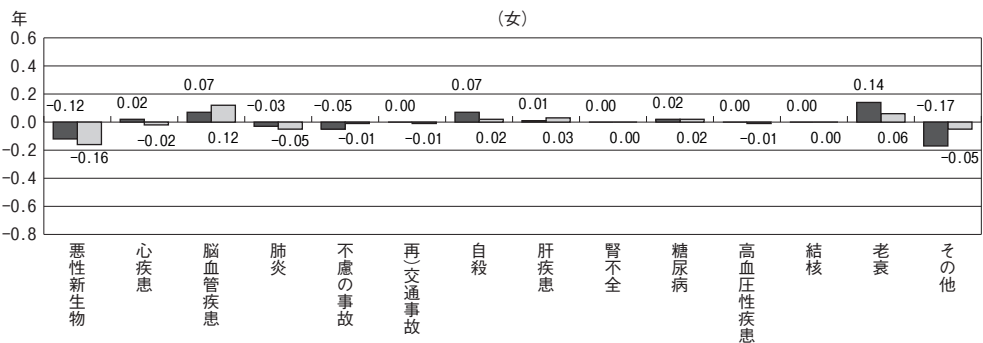 年
（女）
0.6
0.4
0.2
0.0
-0.2
-0.4
-0.6
-0.8
-0.12
-0.16
0.02
-0.02
0.07
0.12
-0.03
-0.05
-0.05
-0.01
0.00
-0.01
0.07
0.02
0.01
0.03
0.00
0.00
0.02
0.02
0.00
-0.01
0.00
0.00
0.14
0.06
-0.17
-0.05
悪性新生物
心疾患
脳血管疾患
肺炎
不慮の事故
再）交通事故
自殺
肝疾患
腎不全
糖尿病
高血圧性疾患
結核
老衰
その他